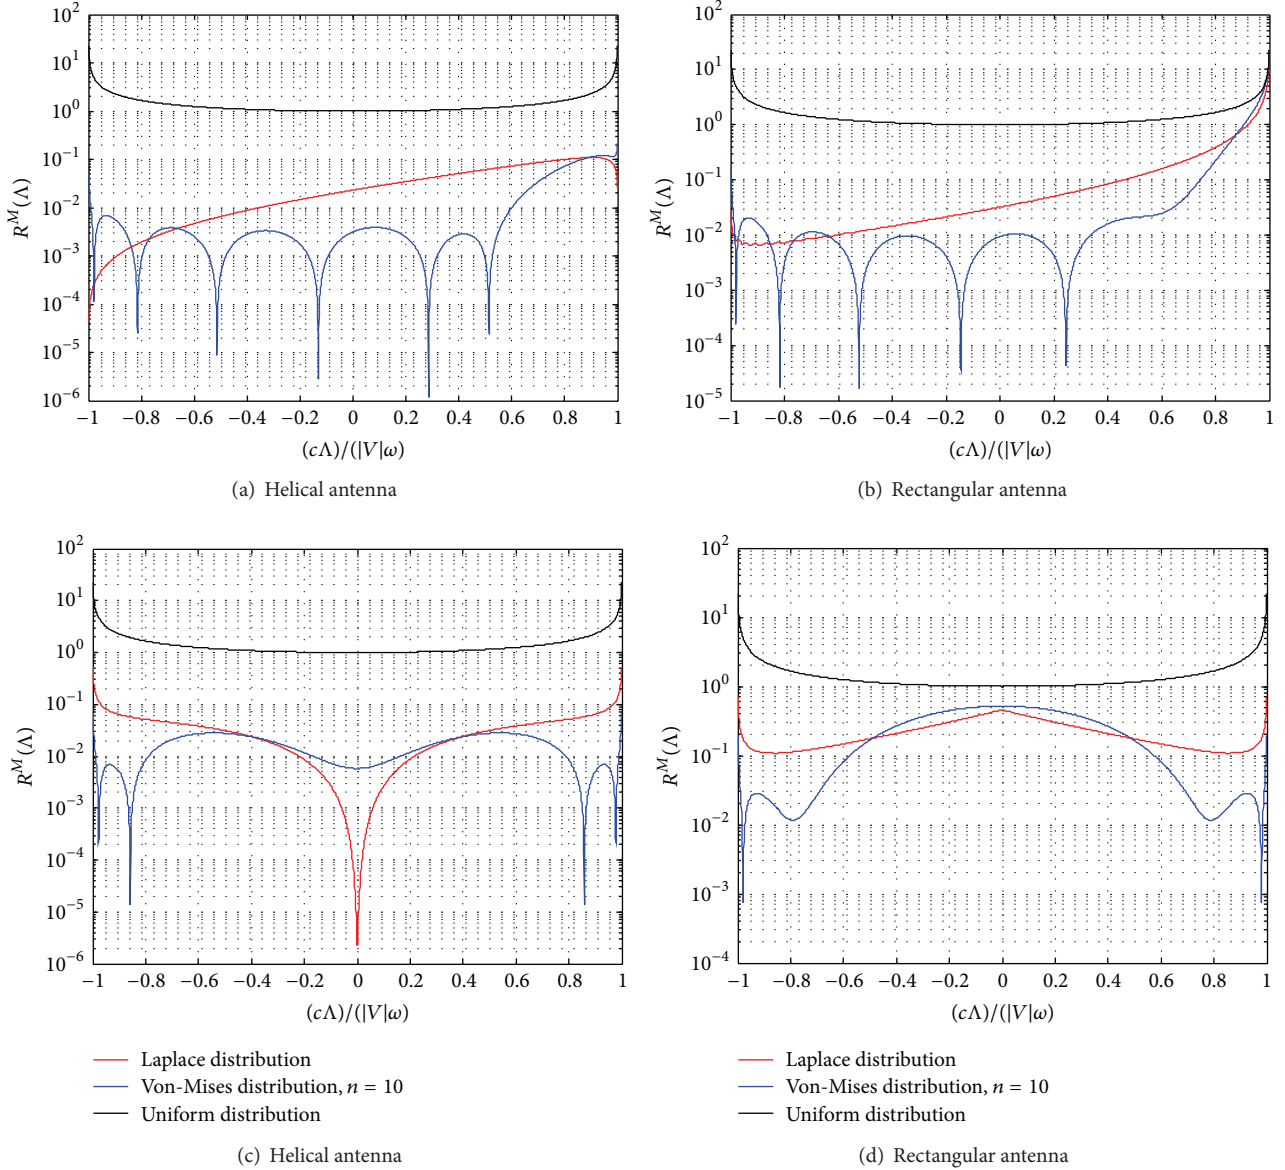 10^2
10^1
10^0
10^−1
10^−2
10^−3
10^−4
10^−5
10^−6
R^M(Λ)
−1 −0.8 −0.6 −0.4 −0.2 0 0.2 0.4 0.6 0.8 1
(cΛ)/(|V|ω)
(a) Helical antenna
10^2
10^1
10^0
10^−1
10^−2
10^−3
10^−4
10^−5
R^M(Λ)
−1 −0.8 −0.6 −0.4 −0.2 0 0.2 0.4 0.6 0.8 1
(cΛ)/(|V|ω)
(b) Rectangular antenna
10^2
10^1
10^0
10^−1
10^−2
10^−3
10^−4
10^−5
10^−6
R^M(Λ)
−1 −0.8 −0.6 −0.4 −0.2 0 0.2 0.4 0.6 0.8 1
(cΛ)/(|V|ω)
Laplace distribution
Von-Mises distribution, n = 10
Uniform distribution
(c) Helical antenna
10^2
10^1
10^0
10^−1
10^−2
10^−3
10^−4
R^M(Λ)
−1 −0.8 −0.6 −0.4 −0.2 0 0.2 0.4 0.6 0.8 1
(cΛ)/(|V|ω)
Laplace distribution
Von-Mises distribution, n = 10
Uniform distribution
(d) Rectangular antenna